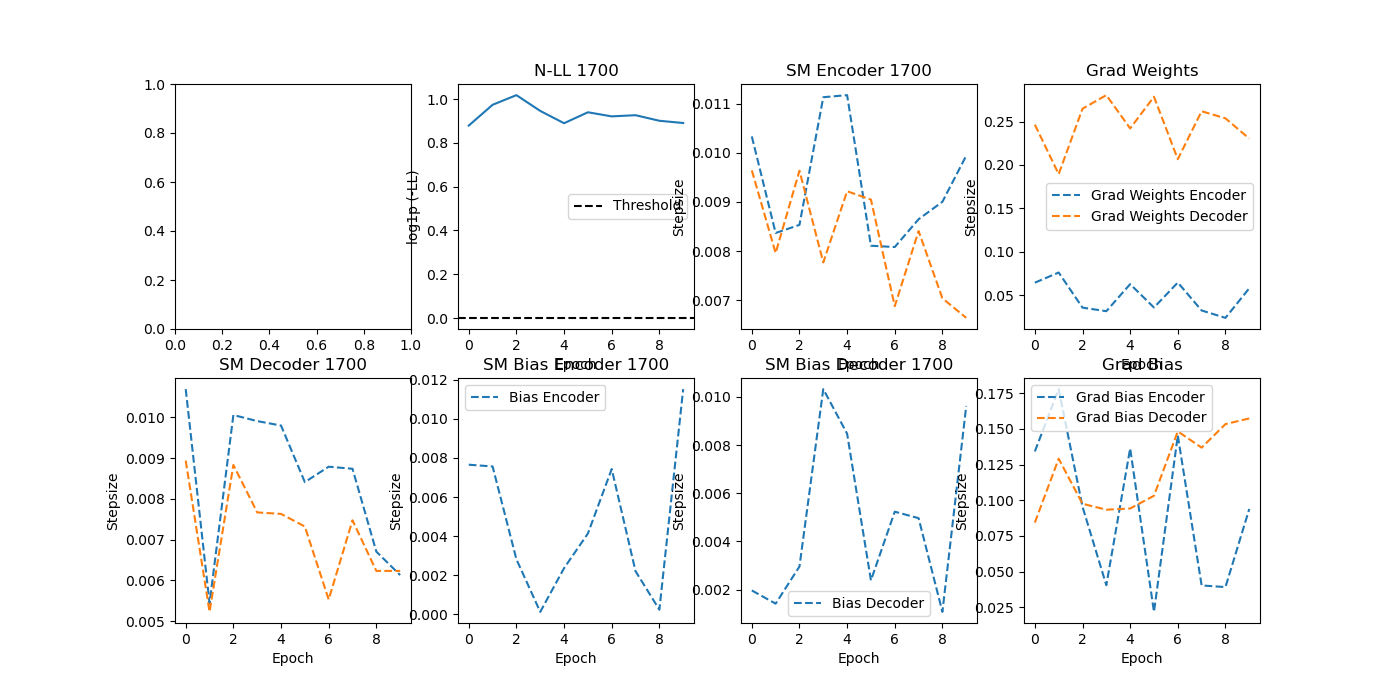 N-LL 1700
SM Encoder 1700
Grad Weights
1.0
0.8
0.6
0.4
0.2
0.0
0.0 0.2 0.4 0.6 0.8 1.0
log1p (-LL)
1.0
0.8
0.6
0.4
0.2
0.0
Threshold
0 2 4 6 8
Epoch
Stepsize
0.011
0.010
0.009
0.008
0.007
0 2 4 6 8
Epoch
Stepsize
0.25
0.20
0.15
0.10
0.05
Grad Weights Encoder
Grad Weights Decoder
0 2 4 6 8
Epoch
SM Decoder 1700
SM Bias Encoder 1700
SM Bias Decoder 1700
Grad Bias
Stepsize
0.010
0.009
0.008
0.007
0.006
0.005
0 2 4 6 8
Epoch
Stepsize
0.012
0.010
0.008
0.006
0.004
0.002
0.000
Bias Encoder
0 2 4 6 8
Epoch
Stepsize
0.010
0.008
0.006
0.004
0.002
Bias Decoder
0 2 4 6 8
Epoch
Stepsize
0.175
0.150
0.125
0.100
0.075
0.050
0.025
Grad Bias Encoder
Grad Bias Decoder
0 2 4 6 8
Epoch